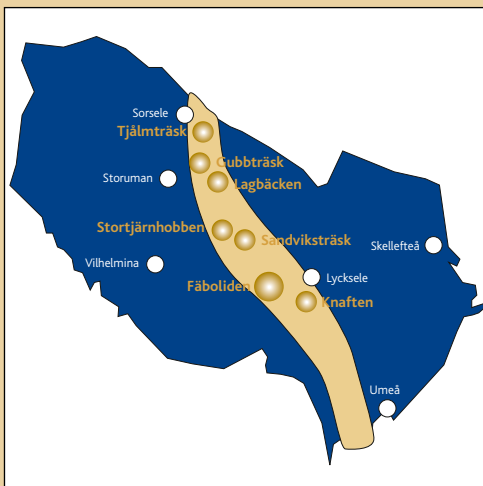 Sorsele
Tjålmträsk
Gubbträsk
Storuman
Lagbäcken
Stortjärnhobben
Sandviksträsk
Skellefteå
Vilhelmina
Lycksele
Fäboliden
Knaften
Umeå